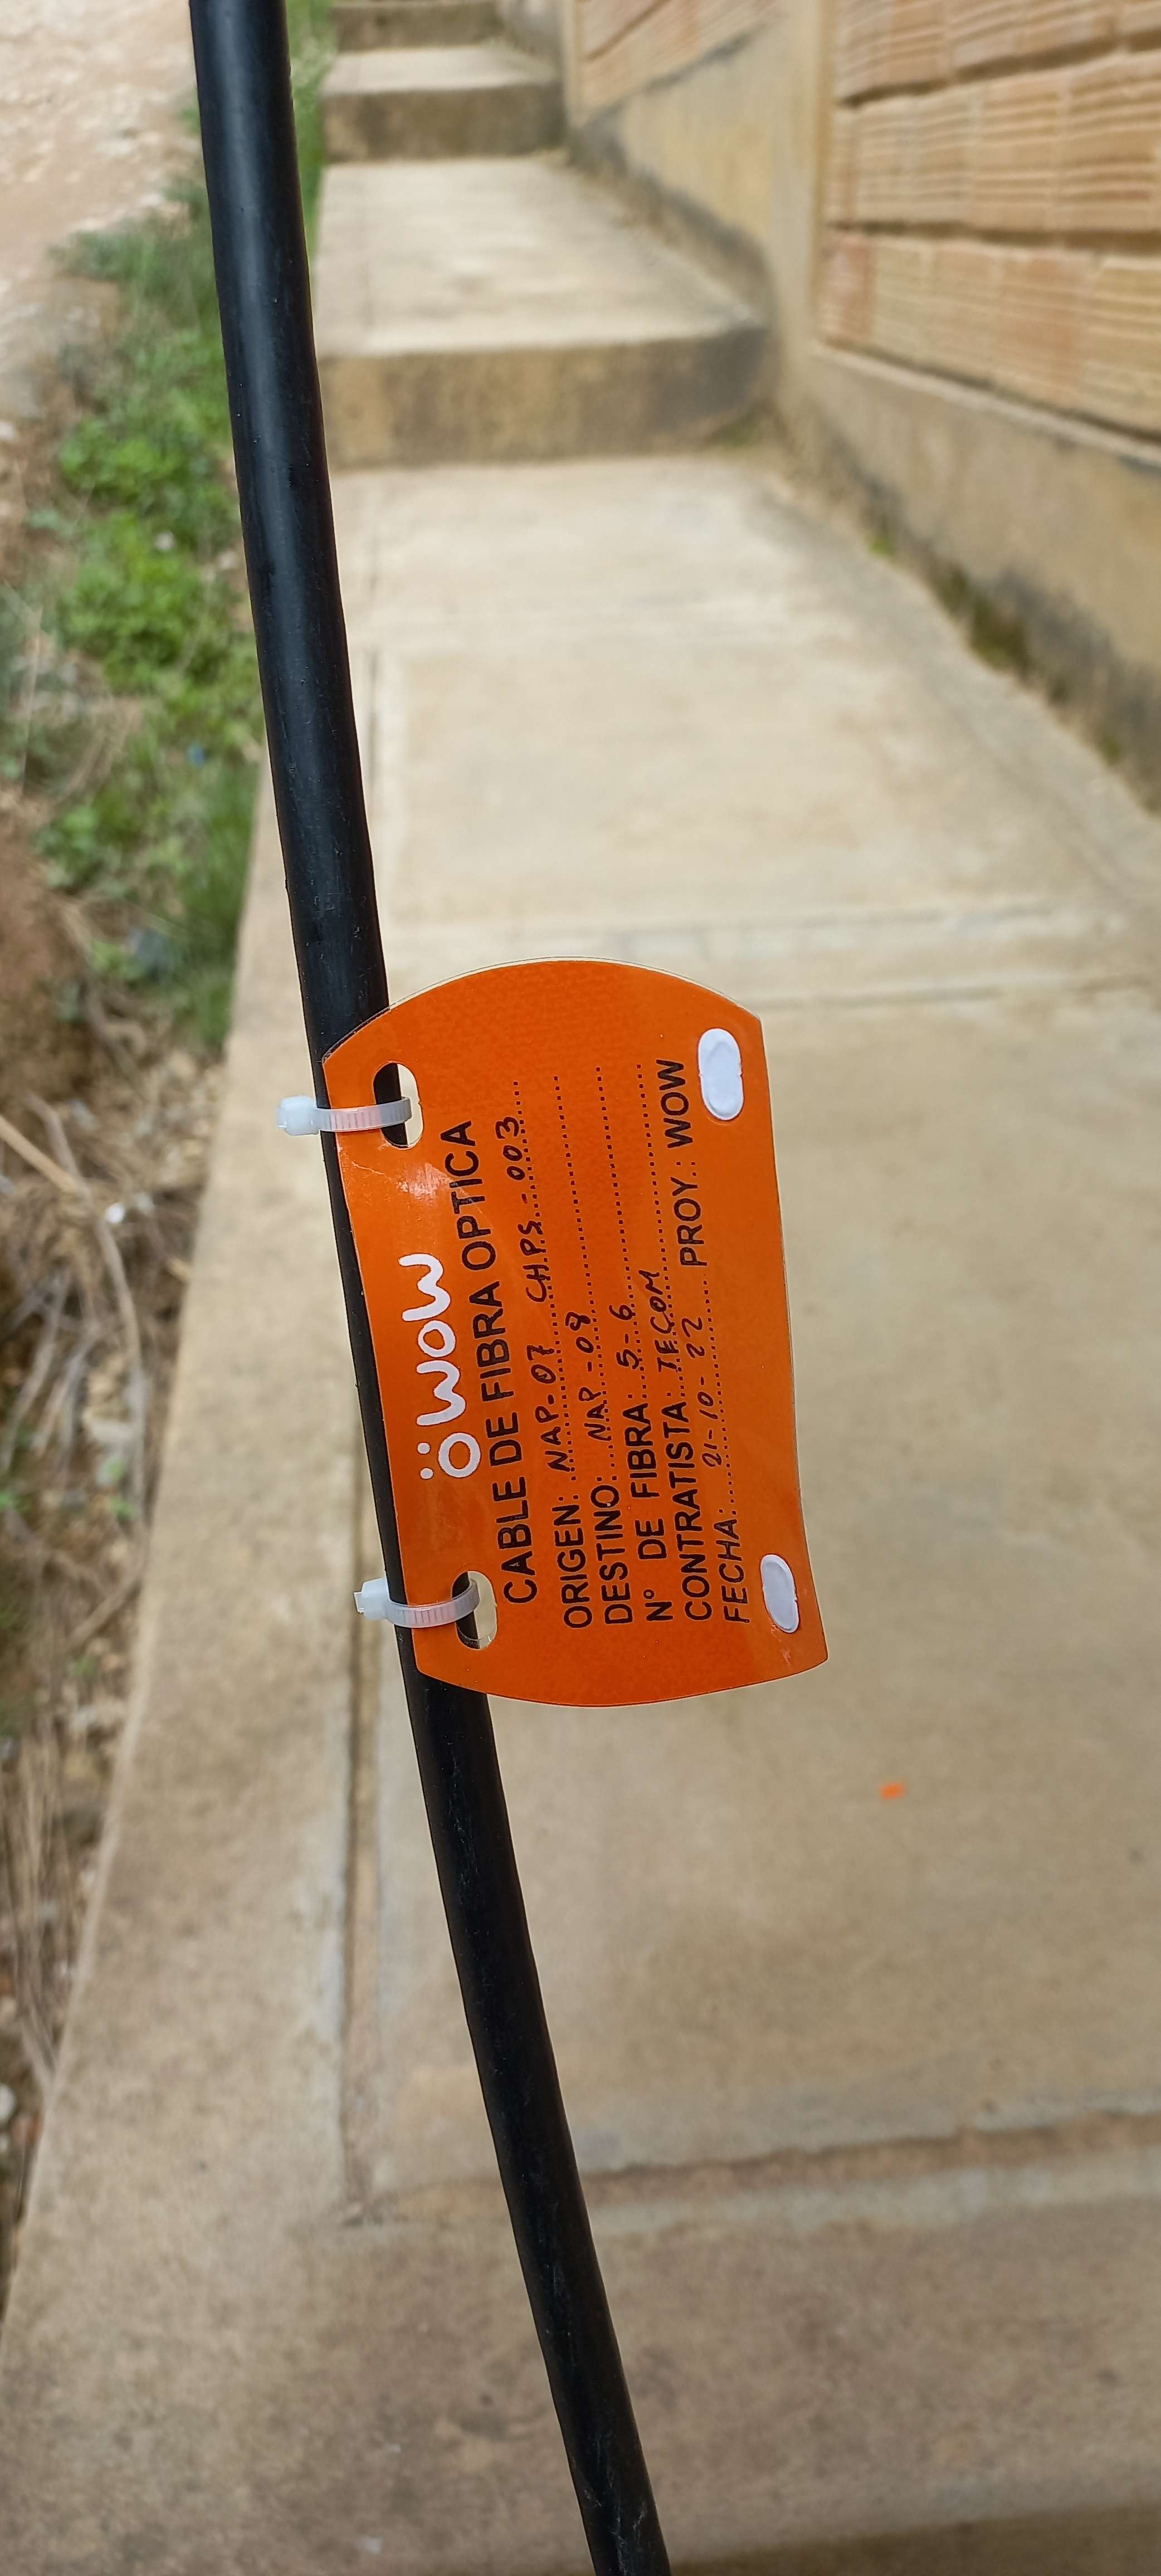 öwow
CABLE DE FIBRA OPTICA
CHPS - 003
ORIGEN: NAP-07
DESTINO: NAP-08
N° DE FIBRA: 5-6
CONTRATISTA: TECOM
FECHA: 21-10-22 PROY.: WOW